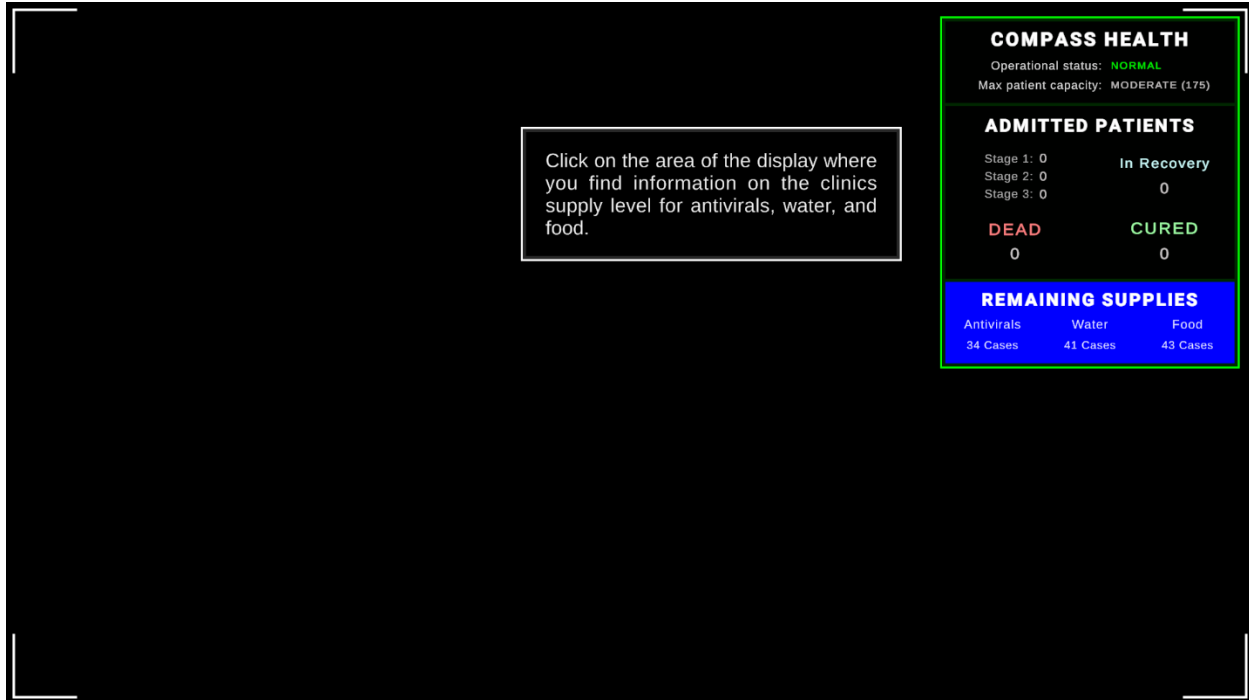 COMPASS HEALTH
Operational status: NORMAL
Max patient capacity: MODERATE (175)
Click on the area of the display where
you find information on the clinics
supply level for antivirals, water, and
food.
ADMITTED PATIENTS
Stage 1: 0
Stage 2: 0
Stage 3: 0
In Recovery
0
DEAD
0
CURED
0
REMAINING SUPPLIES
Antivirals Water Food
34 Cases 41 Cases 43 Cases